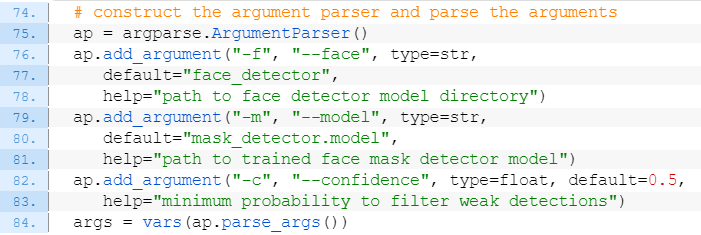 74. # construct the argument parser and parse the arguments
75. ap = argparse.ArgumentParser()
76. ap.add_argument("-f", "--face", type=str,
77.    default="face_detector",
78.    help="path to face detector model directory")
79. ap.add_argument("-m", "--model", type=str,
80.    default="mask_detector.model",
81.    help="path to trained face mask detector model")
82. ap.add_argument("-c", "--confidence", type=float, default=0.5,
83.    help="minimum probability to filter weak detections")
84. args = vars(ap.parse_args())